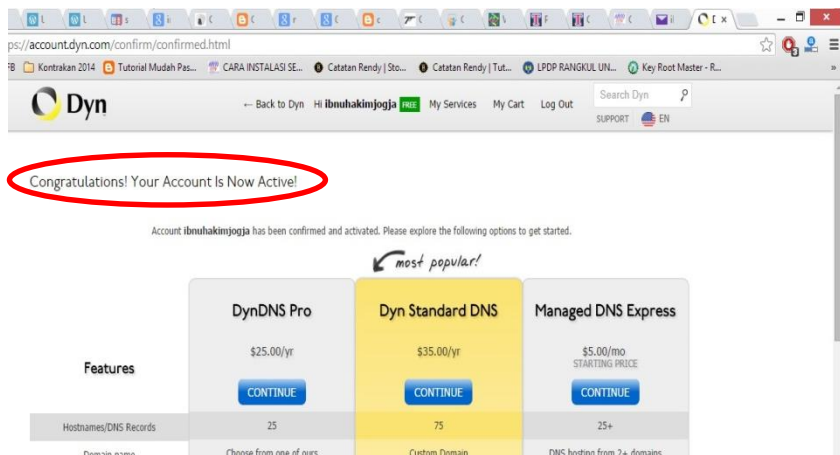 ps://account.dyn.com/confirm/confirmed.html
FB Kontrakan 2014 Tutorial Mudah Pas... CARA INSTALASI SE... Catatan Rendy | Sto... Catatan Rendy | Tut... LPDP RANGKUL UN... Key Root Master - R... »
Dyn
← Back to Dyn Hi ibnuhakimjogja FREE My Services My Cart Log Out
Search Dyn
SUPPORT EN
Congratulations! Your Account Is Now Active!
Account ibnuhakimjogja has been confirmed and activated. Please explore the following options to get started.
most popular!
DynDNS Pro Dyn Standard DNS Managed DNS Express
$25.00/yr $35.00/yr $5.00/mo
STARTING PRICE
Features
CONTINUE CONTINUE CONTINUE
Hostnames/DNS Records 25 75 25+
Domain name Choose from one of ours Custom Domain DNS hosting from 2+ domains